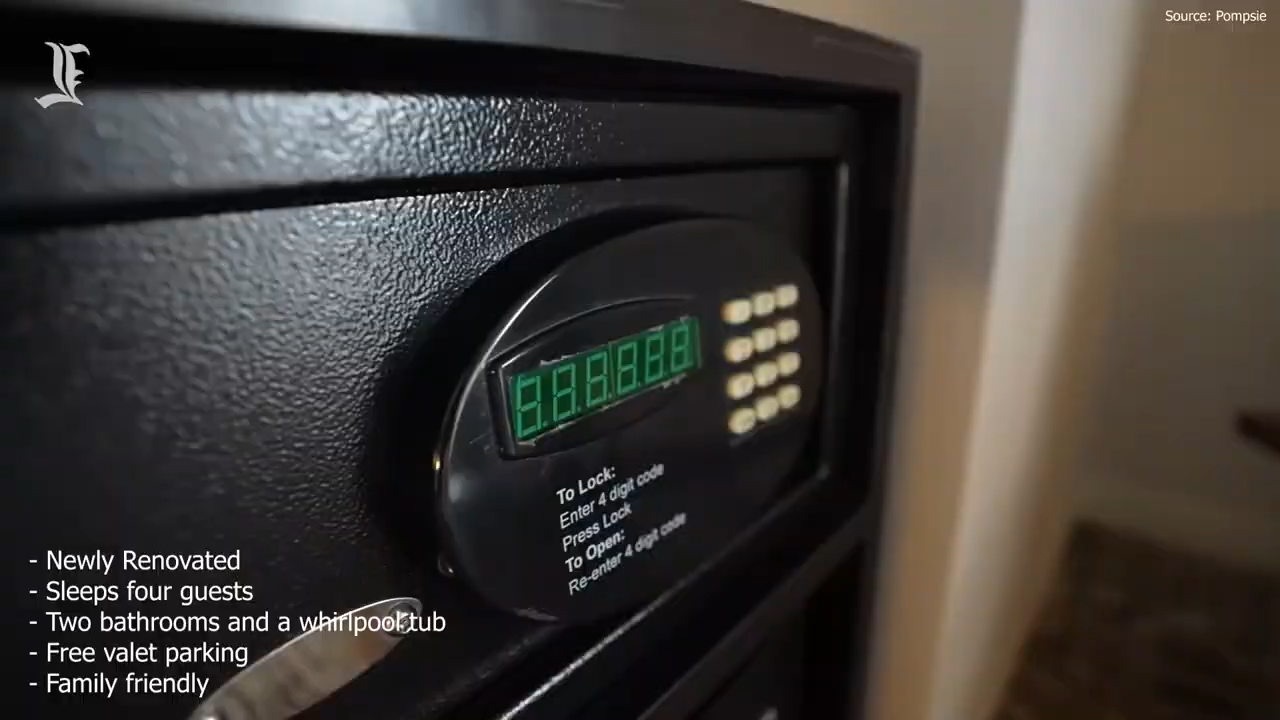 Source: Pompsie
To Lock:
Enter 4 digit code
Press Lock
To Open:
Re-enter 4 digit code
- Newly Renovated
- Sleeps four guests
- Two bathrooms and a whirlpool tub
- Free valet parking
- Family friendly